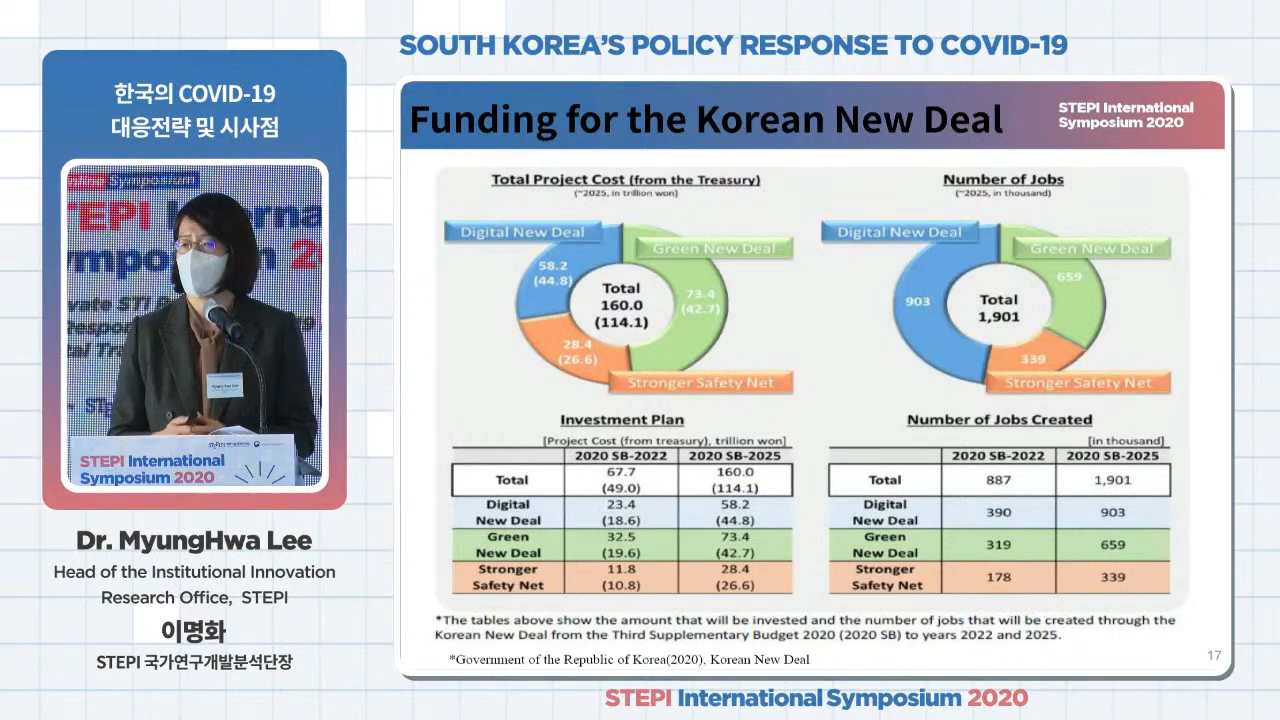 SOUTH KOREA'S POLICY RESPONSE TO COVID-19
한국의 COVID-19
대응전략 및 시사점
STEPI International
Symposium 2020
Dr. MyungHwa Lee
Head of the Institutional Innovation
Research Office, STEPI
이명화
STEPI 국가연구개발분석단장
Funding for the Korean New Deal
STEPI International
Symposium 2020
Total Project Cost (from the Treasury)
(~2025, in trillion won)
Digital New Deal
Green New Deal
58.2
(44.8)
73.4
(42.7)
Total
160.0
(114.1)
28.4
(26.6)
Stronger Safety Net
Number of Jobs
(~2025, in thousand)
Digital New Deal
Green New Deal
659
903
Total
1,901
339
Stronger Safety Net
Investment Plan
[Project Cost (from treasury), trillion won]
2020 SB-2022 2020 SB-2025
Total 67.7 (49.0) 160.0 (114.1)
Digital New Deal 23.4 (18.6) 58.2 (44.8)
Green New Deal 32.5 (19.6) 73.4 (42.7)
Stronger Safety Net 11.8 (10.8) 28.4 (26.6)
Number of Jobs Created
[in thousand]
2020 SB-2022 2020 SB-2025
Total 887 1,901
Digital New Deal 390 903
Green New Deal 319 659
Stronger Safety Net 178 339
*The tables above show the amount that will be invested and the number of jobs that will be created through the
Korean New Deal from the Third Supplementary Budget 2020 (2020 SB) to years 2022 and 2025.
*Government of the Republic of Korea(2020), Korean New Deal
17
STEPI International Symposium 2020